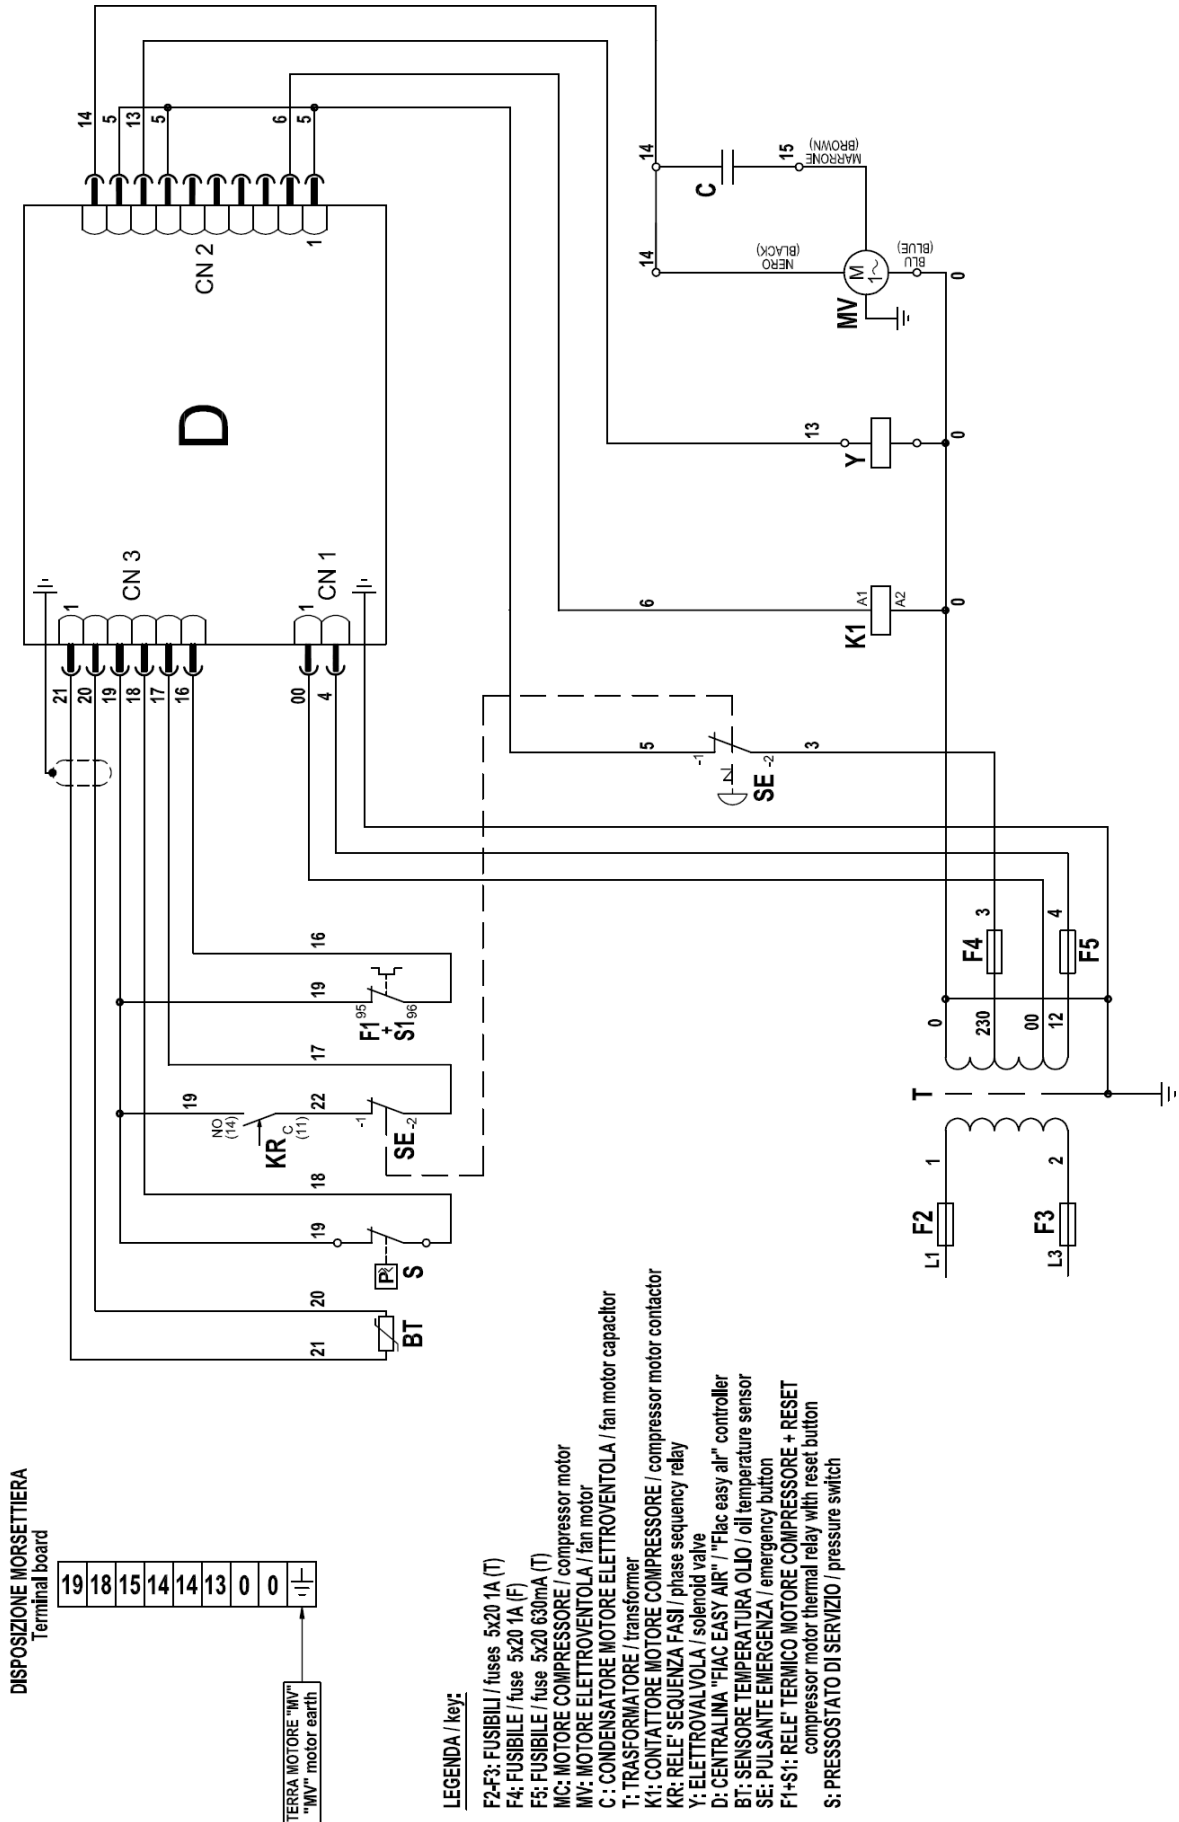 DISPOSIZIONE MORSETTIERA
Terminal board
19 18 15 14 14 13 0 0
TERRA MOTORE "MV"
"MV" motor earth
LEGENDA / key:
F2-F3: FUSIBILI / fuses 5x20 1A (T)
F4: FUSIBILE / fuse 5x20 1A (F)
F5: FUSIBILE / fuse 5x20 630mA (T)
MC: MOTORE COMPRESSORE / compressor motor
MV: MOTORE ELETTROVENTOLA / fan motor
C : CONDENSATORE MOTORE ELETTROVENTOLA / fan motor capacitor
T: TRASFORMATORE / transformer
K1: CONTATTORE MOTORE COMPRESSORE / compressor motor contactor
KR: RELE' SEQUENZA FASI / phase sequency relay
Y: ELETTROVALVOLA / solenoid valve
D: CENTRALINA "FIAC EASY AIR" / "Fiac easy air" controller
BT: SENSORE TEMPERATURA OLIO / oil temperature sensor
SE: PULSANTE EMERGENZA / emergency button
F1+S1: RELE' TERMICO MOTORE COMPRESSORE + RESET
compressor motor thermal relay with reset button
S: PRESSOSTATO DI SERVIZIO / pressure switch
D
CN 3
1
21
20
19
18
17
16
CN 1
1
00
4
CN 2
1
14
5
13
5
6
5
21
20
BT
19
18
P
S
19
NO
(14)
KR
C
(11)
22
17
-1
SE
-2
19
16
F1
+
S1
95
96
5
-1
SE
-2
3
6
K1
A1
A2
0
13
Y
0
14
14
C
15
MARRONE
(BROWN)
NERO
(BLACK)
MV
M
1~
BLU
(BLUE)
0
L1
F2
1
L3
F3
2
T
0
230
00
12
F4
3
F5
4